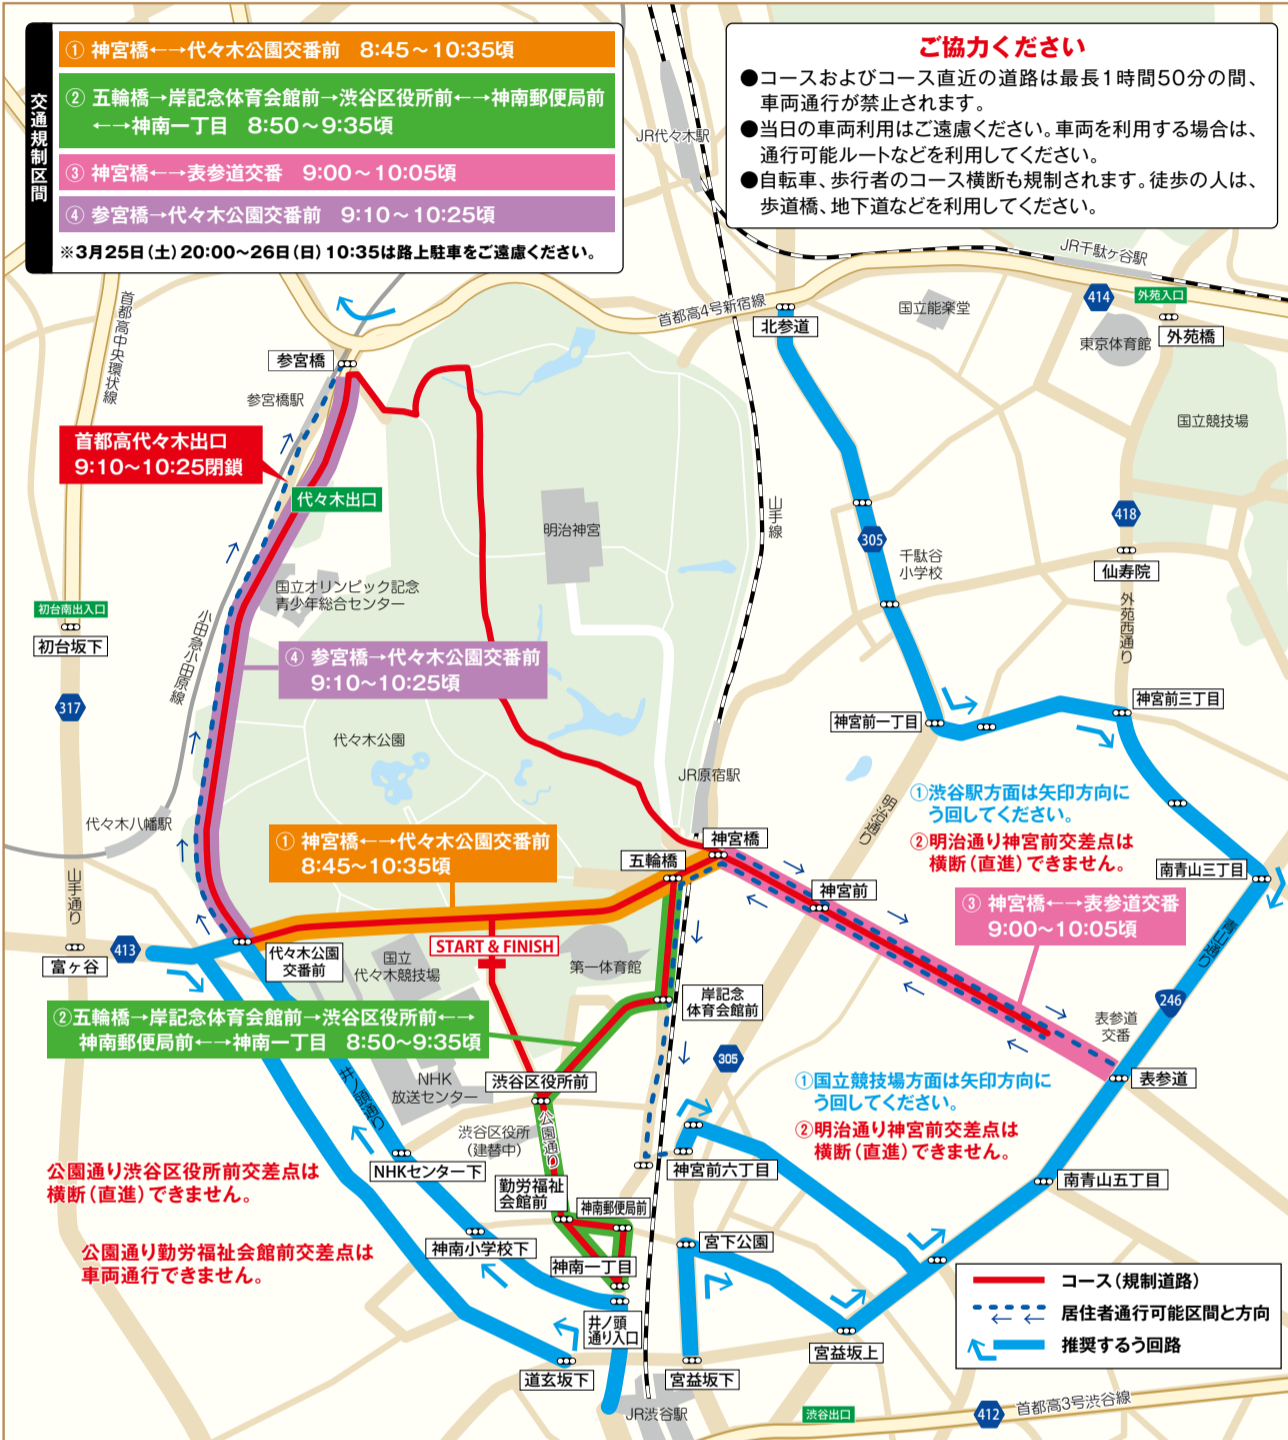 交通規制区間
① 神宮橋←→代々木公園交番前　8:45～10:35頃
② 五輪橋→岸記念体育会館前→渋谷区役所前←→神南郵便局前
←→神南一丁目　8:50～9:35頃
③ 神宮橋←→表参道交番　9:00～10:05頃
④ 参宮橋→代々木公園交番前　9:10～10:25頃
※3月25日(土) 20:00～26日(日) 10:35は路上駐車をご遠慮ください。
ご協力ください
●コースおよびコース直近の道路は最長1時間50分の間、
車両通行が禁止されます。
●当日の車両利用はご遠慮ください。車両を利用する場合は、
通行可能ルートなどを利用してください。
●自転車、歩行者のコース横断も規制されます。徒歩の人は、
歩道橋、地下道などを利用してください。
JR代々木駅
JR千駄ヶ谷駅
首都高中央環状線
首都高4号新宿線
北参道
国立能楽堂
414
外苑入口
外苑橋
東京体育館
参宮橋
参宮橋駅
国立競技場
首都高代々木出口
9:10～10:25閉鎖
代々木出口
明治神宮
山手線
305
千駄谷
小学校
418
仙寿院
外苑西通り
国立オリンピック記念
青少年総合センター
初台南出入口
初台坂下
小田急小田原線
④ 参宮橋→代々木公園交番前
9:10～10:25頃
317
代々木公園
神宮前一丁目
神宮前三丁目
JR原宿駅
明治通り
①渋谷駅方面は矢印方向に
う回してください。
②明治通り神宮前交差点は
横断(直進)できません。
代々木八幡駅
① 神宮橋←→代々木公園交番前
8:45～10:35頃
五輪橋
神宮橋
神宮前
南青山三丁目
③ 神宮橋←→表参道交番
9:00～10:05頃
山手通り
青山通り
富ヶ谷
413
代々木公園
交番前
国立
代々木競技場
START & FINISH
第一体育館
岸記念
体育会館前
246
表参道
交番
②五輪橋→岸記念体育会館前→渋谷区役所前←→
神南郵便局前←→神南一丁目　8:50～9:35頃
305
表参道
NHK
放送センター
渋谷区役所前
井ノ頭通り
公園通り
渋谷区役所
(建替中)
①国立競技場方面は矢印方向に
う回してください。
②明治通り神宮前交差点は
横断(直進)できません。
公園通り渋谷区役所前交差点は
横断(直進)できません。
NHKセンター下
勤労福祉
会館前
神南郵便局前
神宮前六丁目
南青山五丁目
公園通り勤労福祉会館前交差点は
車両通行できません。
神南小学校下
神南一丁目
宮下公園
井ノ頭
通り入口
道玄坂下
宮益坂下
宮益坂上
JR渋谷駅
渋谷出口
412
首都高3号渋谷線
コース(規制道路)
居住者通行可能区間と方向
推奨するう回路